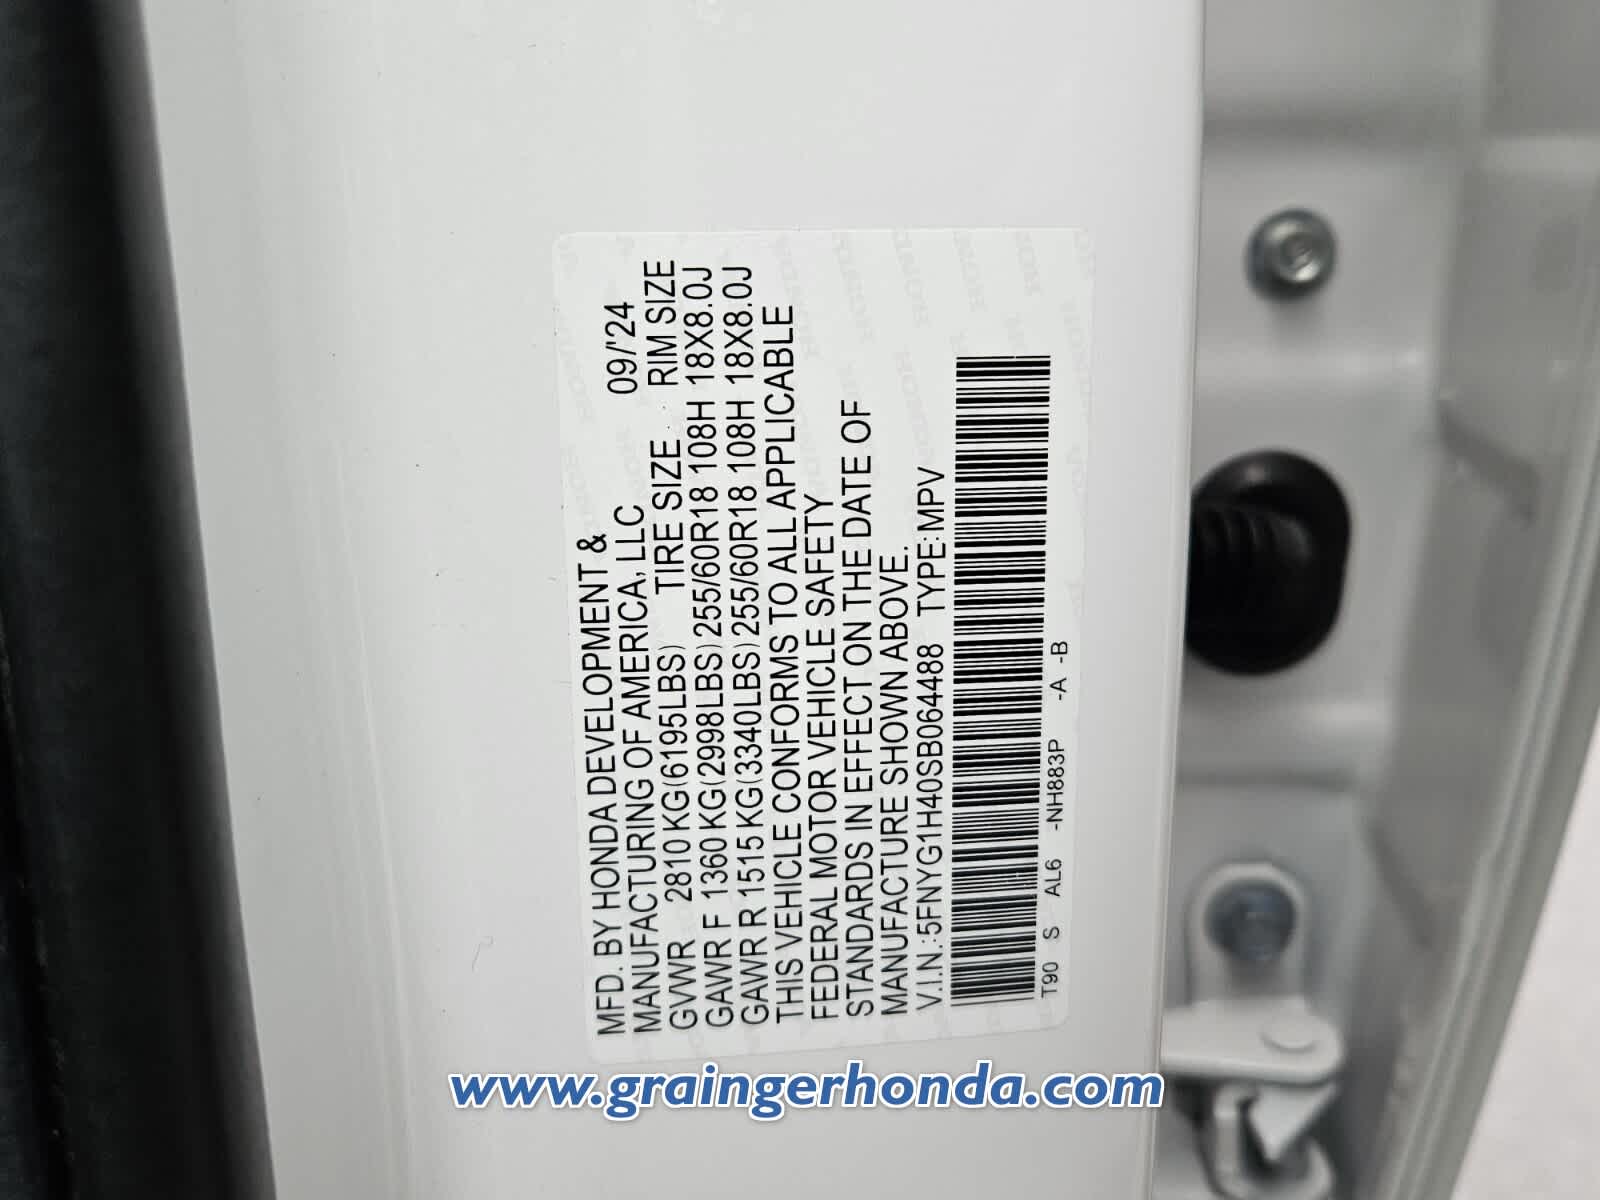 MFD. BY HONDA DEVELOPMENT &
MANUFACTURING OF AMERICA, LLC 09/'24
GVWR 2810 KG(6195LBS) TIRE SIZE RIM SIZE
GAWR F 1360 KG(2998LBS) 255/60R18 108H 18X8.0J
GAWR R 1515 KG(3340LBS) 255/60R18 108H 18X8.0J
THIS VEHICLE CONFORMS TO ALL APPLICABLE
FEDERAL MOTOR VEHICLE SAFETY
STANDARDS IN EFFECT ON THE DATE OF
MANUFACTURE SHOWN ABOVE.
V.I.N.:5FNYG1H40SB064488 TYPE:MPV
T90 S AL6 -NH883P -A -B
www.graingerhonda.com